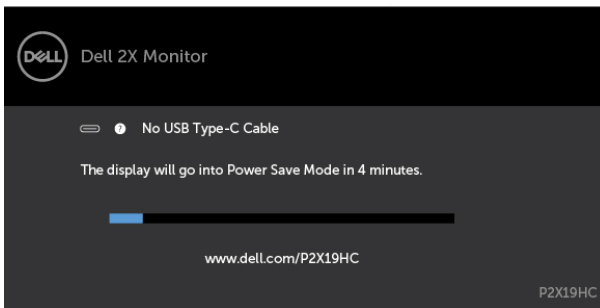 DELL
Dell 2X Monitor
? No USB Type-C Cable
The display will go into Power Save Mode in 4 minutes.
www.dell.com/P2X19HC
P2X19HC